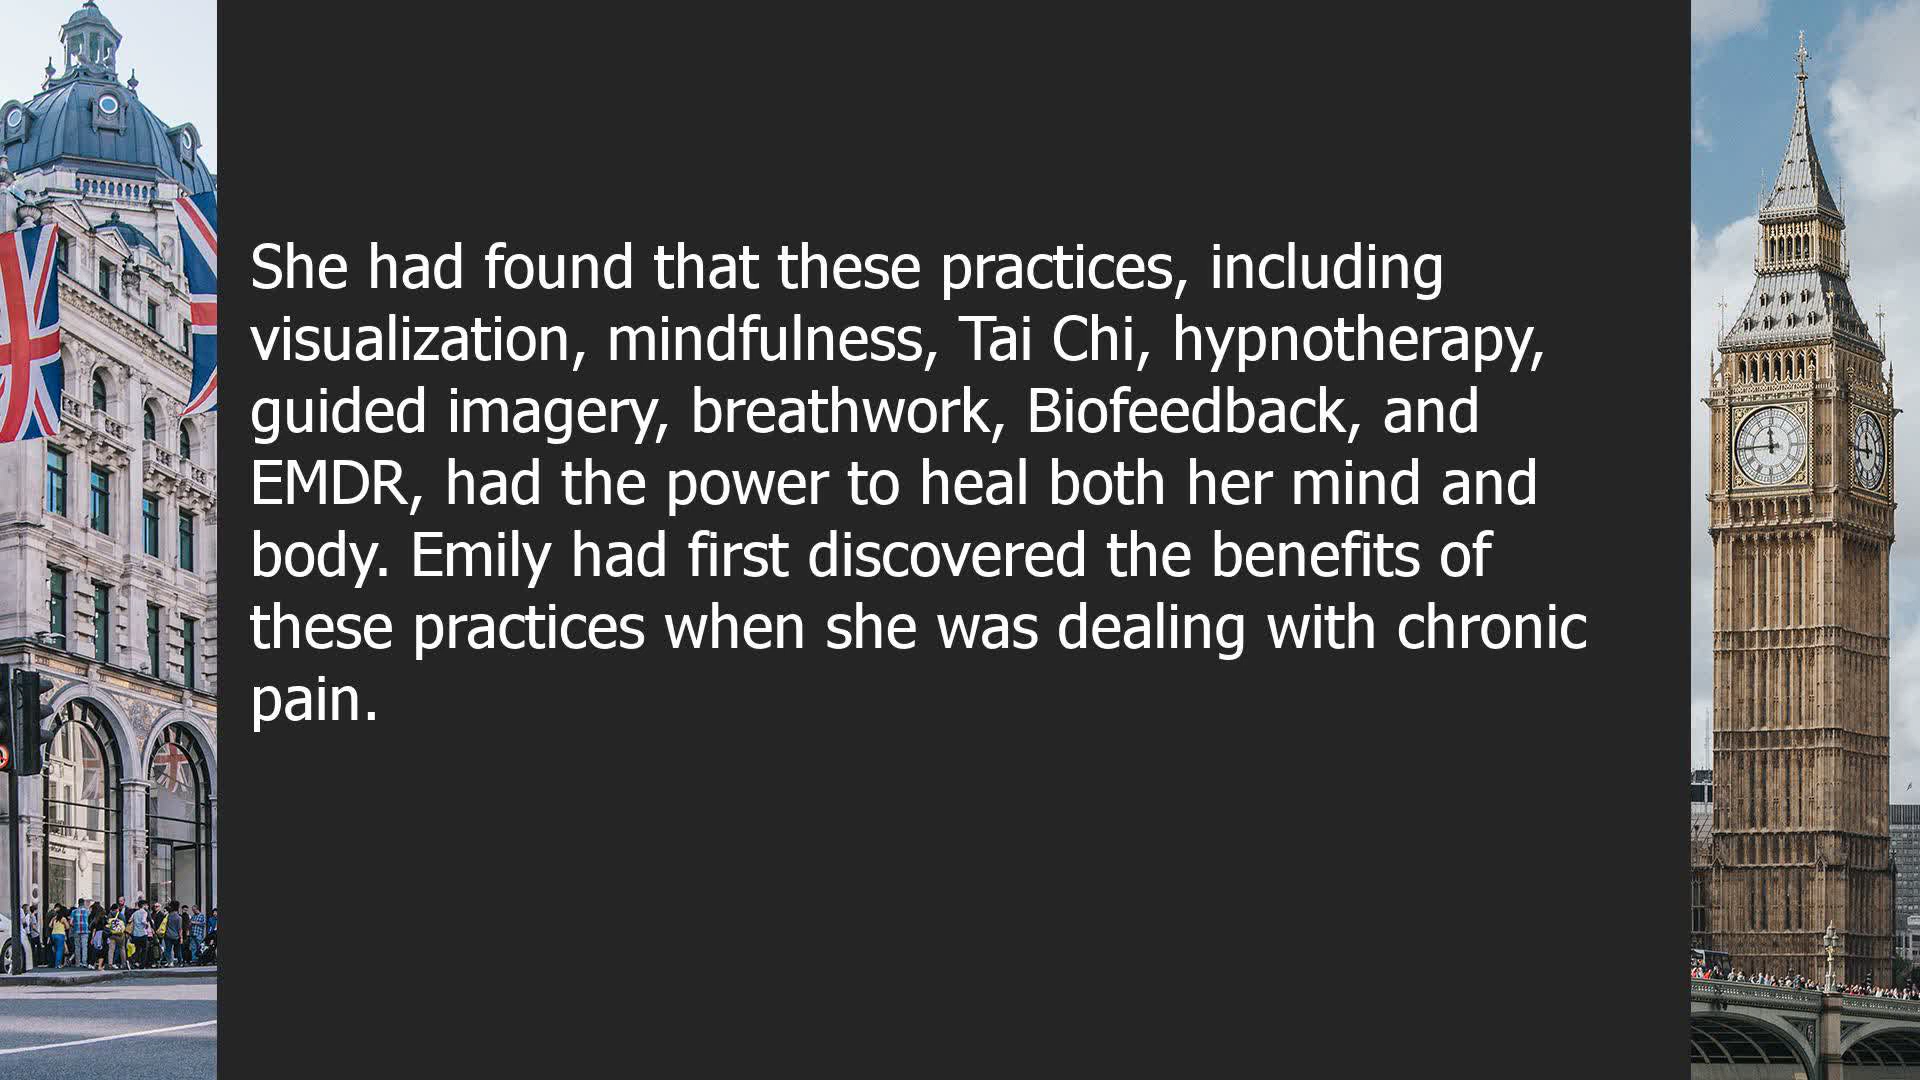 She had found that these practices, including
visualization, mindfulness, Tai Chi, hypnotherapy,
guided imagery, breathwork, Biofeedback, and
EMDR, had the power to heal both her mind and
body. Emily had first discovered the benefits of
these practices when she was dealing with chronic
pain.